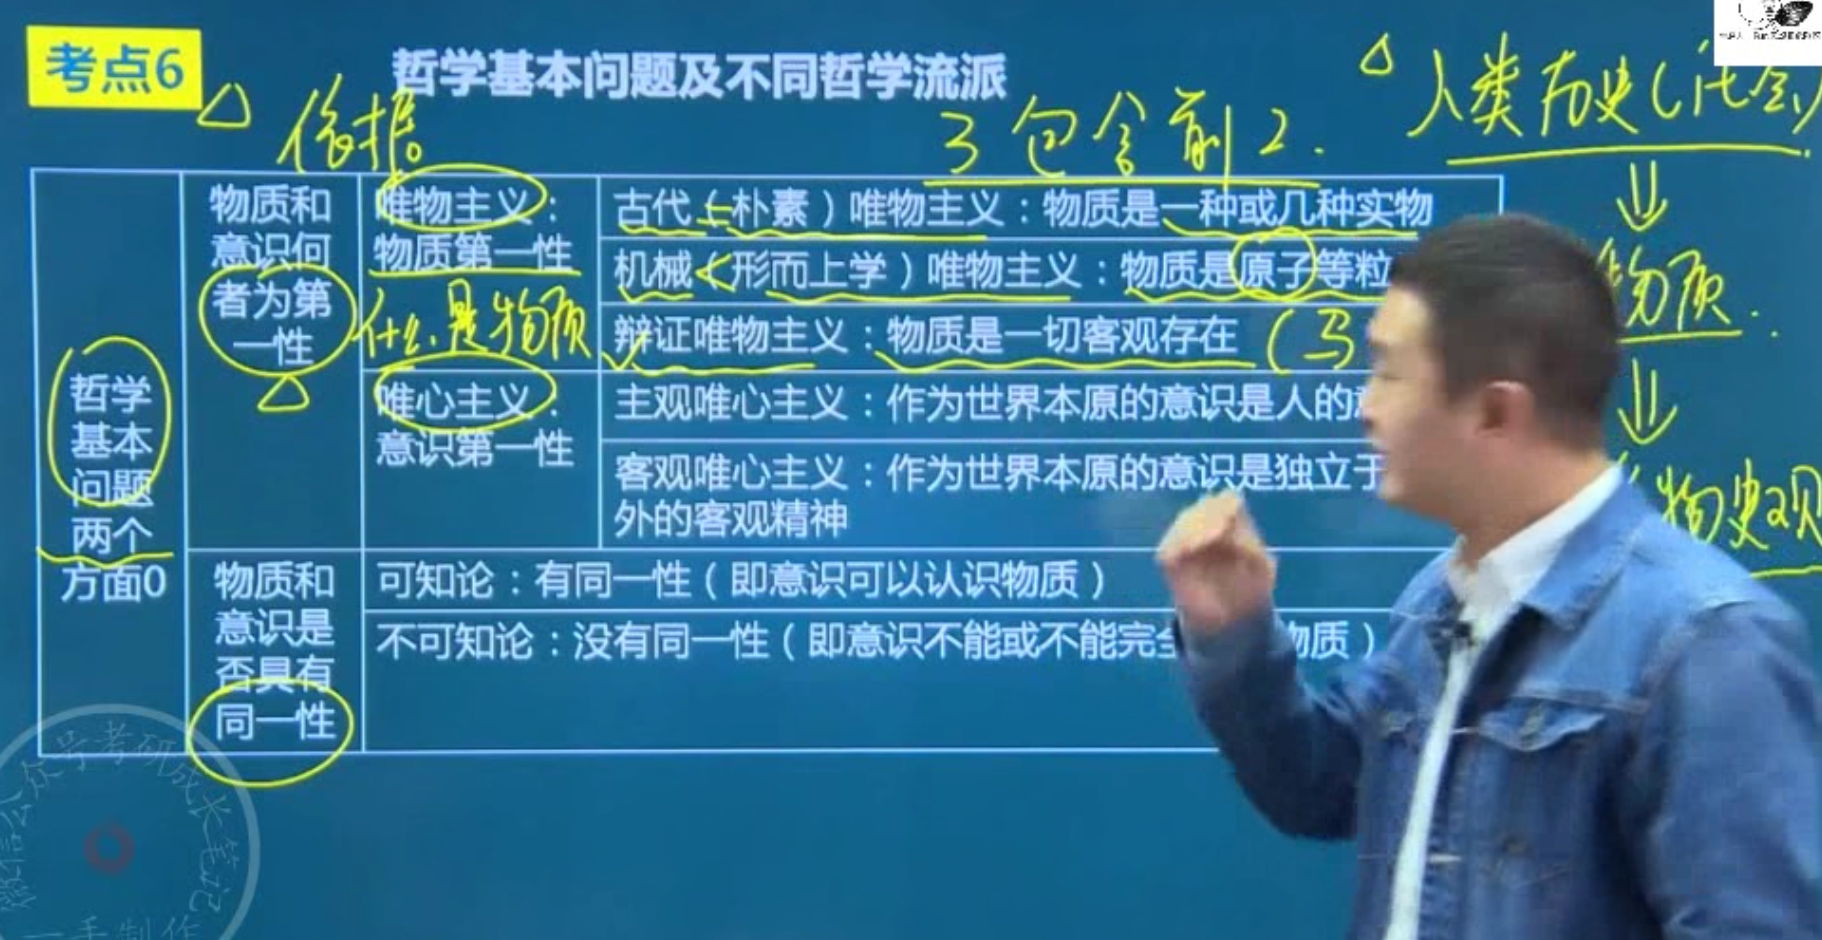 考点6
哲学基本问题及不同哲学流派
依据
3包含前2.
人类历史(社会)
物质.
物史观
哲学
基本
问题
两个
方面0
物质和
意识何
者为第
一性
唯物主义：
物质第一性
什么是物质
古代（朴素）唯物主义：物质是一种或几种实物
机械（形而上学）唯物主义：物质是原子等粒
辩证唯物主义：物质是一切客观存在
(马
唯心主义：
意识第一性
主观唯心主义：作为世界本原的意识是人的
客观唯心主义：作为世界本原的意识是独立于
外的客观精神
物质和
意识是
否具有
同一性
可知论：有同一性（即意识可以认识物质）
不可知论：没有同一性（即意识不能或不能完全
物质）
微信公众号考研成水笔记
一手制作